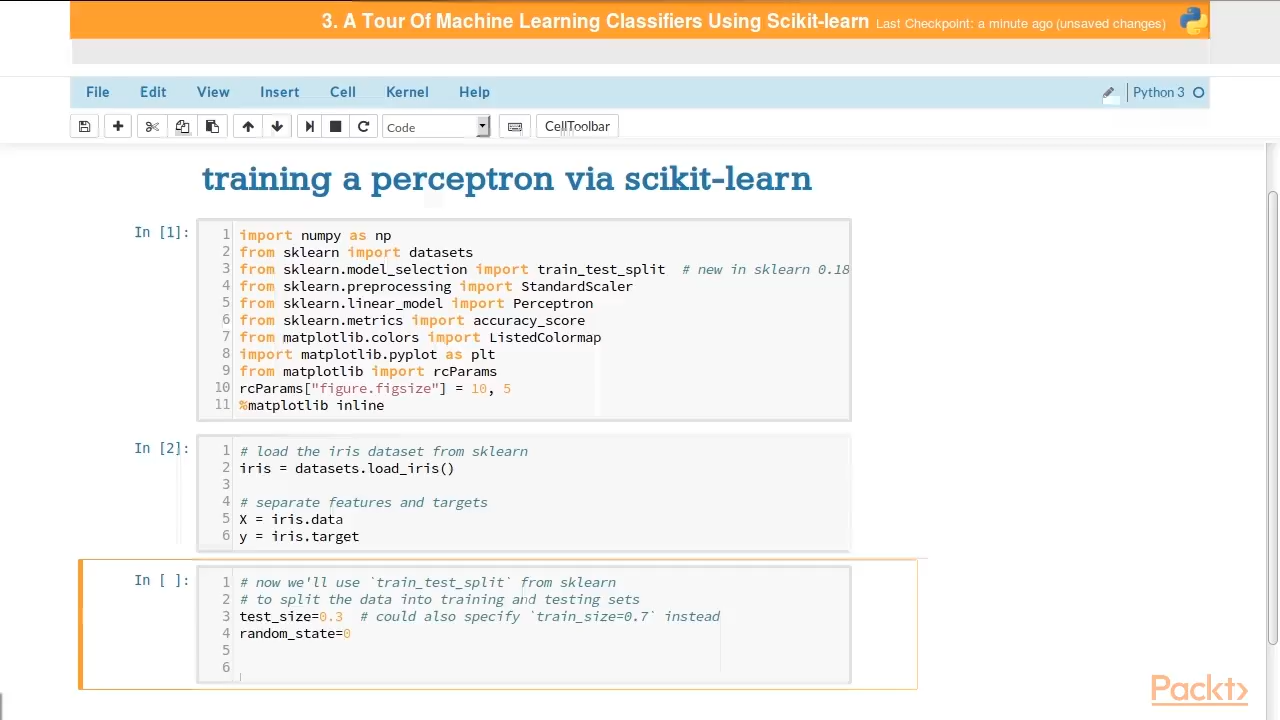 3. A Tour Of Machine Learning Classifiers Using Scikit-learn Last Checkpoint: a minute ago (unsaved changes)
File Edit View Insert Cell Kernel Help Python 3
Code CellToolbar
training a perceptron via scikit-learn
In [1]:
1 import numpy as np
2 from sklearn import datasets
3 from sklearn.model_selection import train_test_split # new in sklearn 0.18
4 from sklearn.preprocessing import StandardScaler
5 from sklearn.linear_model import Perceptron
6 from sklearn.metrics import accuracy_score
7 from matplotlib.colors import ListedColormap
8 import matplotlib.pyplot as plt
9 from matplotlib import rcParams
10 rcParams["figure.figsize"] = 10, 5
11 %matplotlib inline
In [2]:
1 # load the iris dataset from sklearn
2 iris = datasets.load_iris()
3
4 # separate features and targets
5 X = iris.data
6 y = iris.target
In [ ]:
1 # now we'll use `train_test_split` from sklearn
2 # to split the data into training and testing sets
3 test_size=0.3 # could also specify `train_size=0.7` instead
4 random_state=0
5
6
Packt>